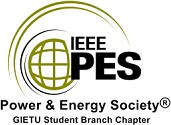 IEEE
PES
Power & Energy Society®
GIETU Student Branch Chapter